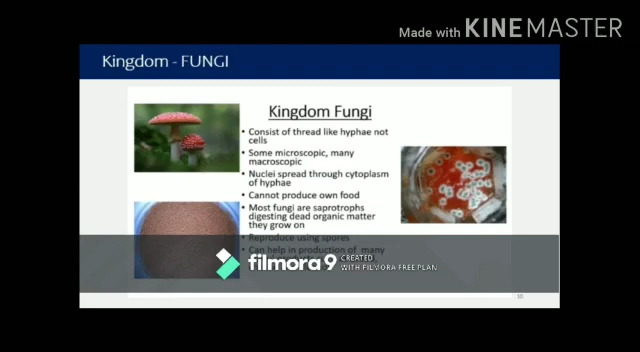 Made with KINEMASTER
Kingdom - FUNGI
Kingdom Fungi
• Consist of thread like hyphae not
cells
• Some microscopic, many
macroscopic
• Nuclei spread through cytoplasm
of hyphae
• Cannot produce own food
• Most fungi are saprotrophs
digesting dead organic matter
they grow on
• Reproduce using spores
• Can help in production of many
filmora9 CREATED
WITH FILMORA FREE PLAN